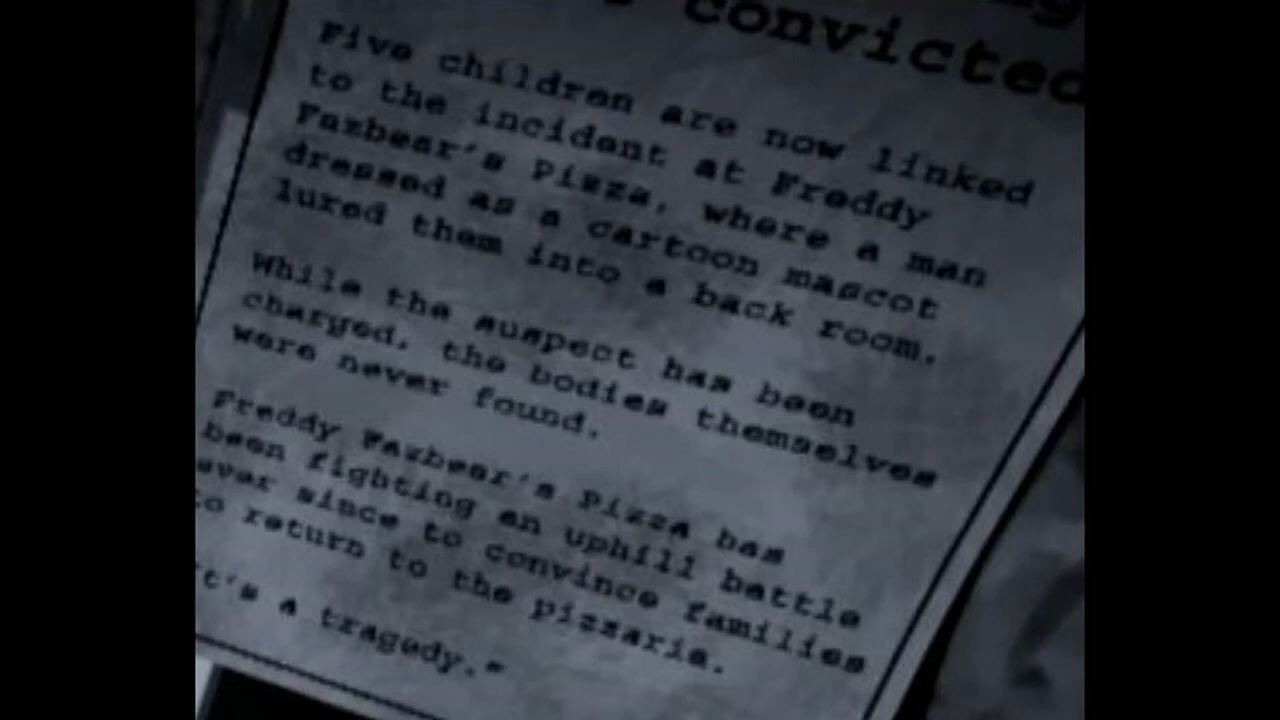 convicted
Five children are now linked
to the incident at Freddy
Fazbear's Pizza, where a man
dressed as a cartoon mascot
lured them into a back room.
While the suspect has been
charged, the bodies themselves
were never found.
Freddy Fazbear's Pizza has
been fighting an uphill battle
ever since to convince families
to return to the pizzaria.
t's a tragedy."